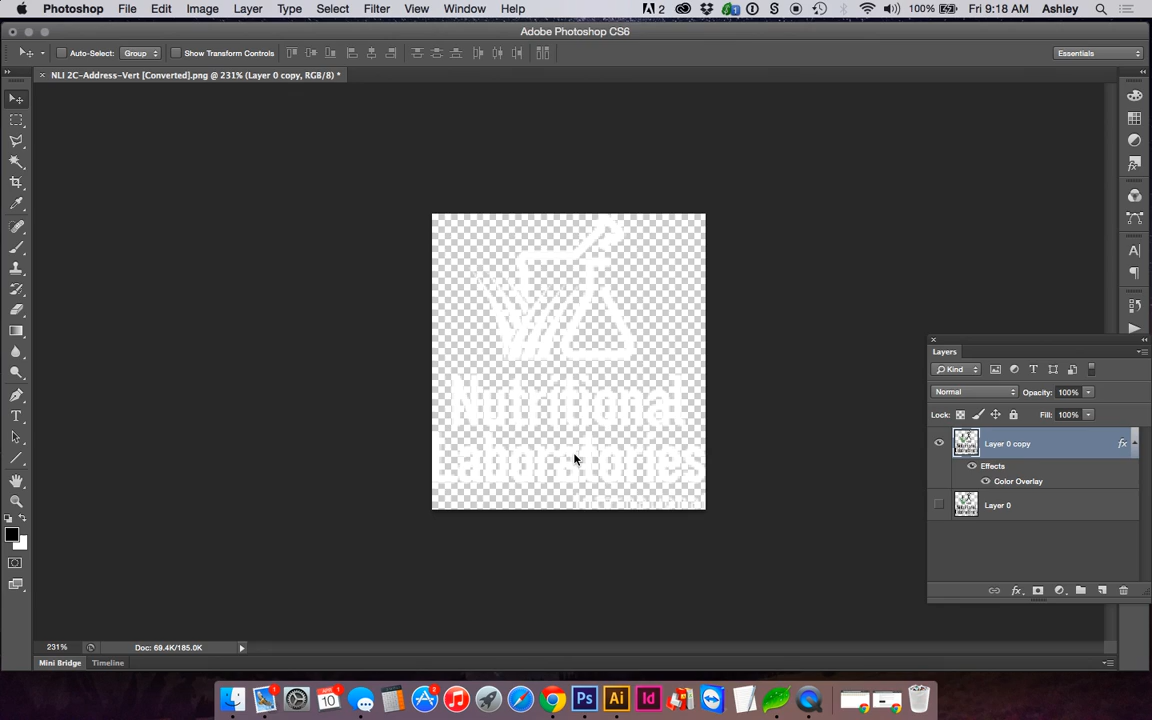 Photoshop File Edit Image Layer Type Select Filter View Window Help 2 1 100% Fri 9:18 AM Ashley
Adobe Photoshop CS6
Auto-Select: Group Show Transform Controls Essentials
NLI 2C-Address-Vert [Converted].png @ 231% (Layer 0 copy, RGB/8) *
Nutritional
Laboratories
Layers
Kind
Normal Opacity: 100%
Lock: Fill: 100%
Layer 0 copy fx
Effects
Color Overlay
Layer 0
231% Doc: 69.4K/185.0K
Mini Bridge Timeline